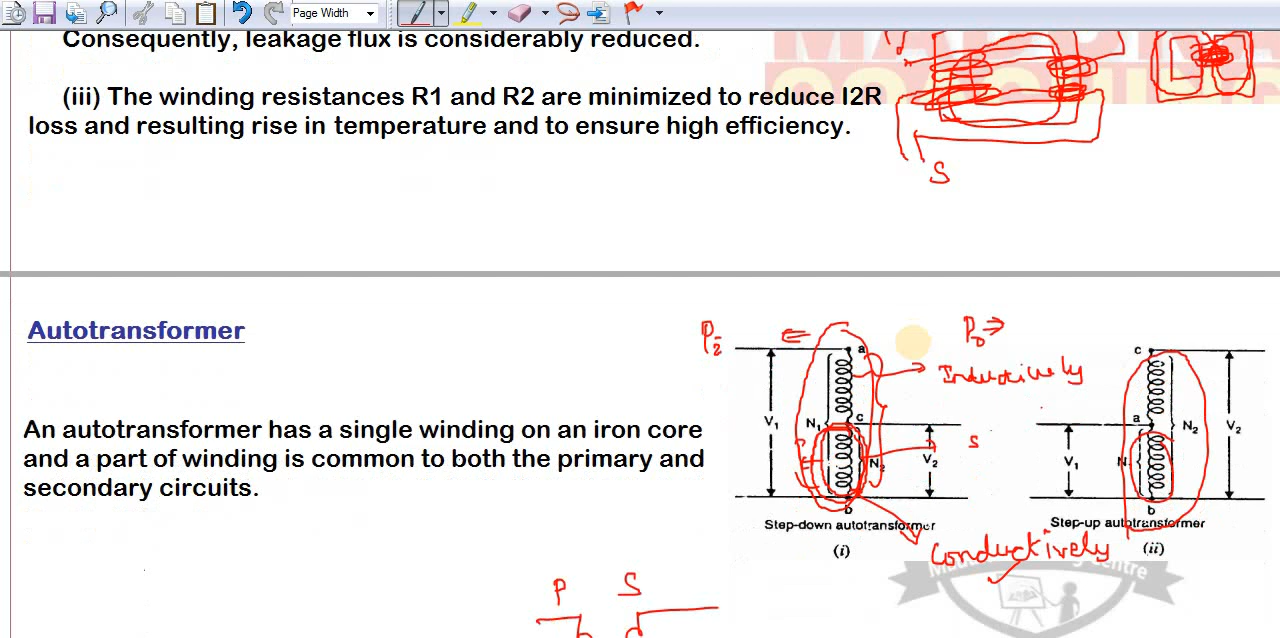 Page Width
Consequently, leakage flux is considerably reduced.
(iii) The winding resistances R1 and R2 are minimized to reduce I2R
loss and resulting rise in temperature and to ensure high efficiency.
S
Autotransformer
An autotransformer has a single winding on an iron core
and a part of winding is common to both the primary and
secondary circuits.
a
Inductively
V1
N1
c
S
N2
V2
b
Step-down autotransformer
(i)
c
a
N2
V2
V1
b
Step-up autotransformer
(ii)
Conductively
P S